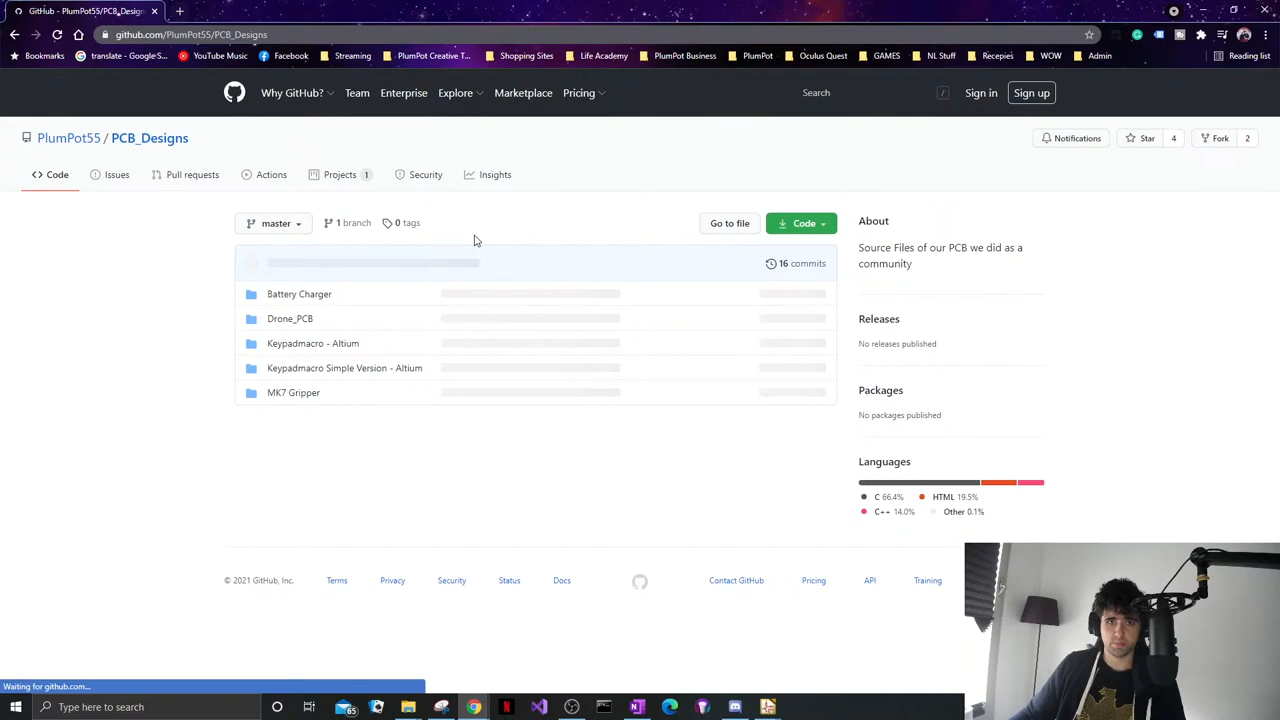 GitHub - PlumPot55/PCB_Design
github.com/PlumPot55/PCB_Designs
Bookmarks translate - Google S... YouTube Music Facebook Streaming PlumPot Creative T... Shopping Sites Life Academy PlumPot Business PlumPot Oculus Quest GAMES NL Stuff Recepies WOW Admin Reading list
Why GitHub? Team Enterprise Explore Marketplace Pricing Search / Sign in Sign up
PlumPot55 / PCB_Designs Notifications Star 4 Fork 2
Code Issues Pull requests Actions Projects 1 Security Insights
master 1 branch 0 tags Go to file Code
About
Source Files of our PCB we did as a
community
16 commits
Battery Charger
Drone_PCB
Keypadmacro - Altium
Keypadmacro Simple Version - Altium
MK7 Gripper
Releases
No releases published
Packages
No packages published
Languages
C 66.4% HTML 19.5%
C++ 14.0% Other 0.1%
© 2021 GitHub, Inc. Terms Privacy Security Status Docs Contact GitHub Pricing API Training
Waiting for github.com...
Type here to search
65